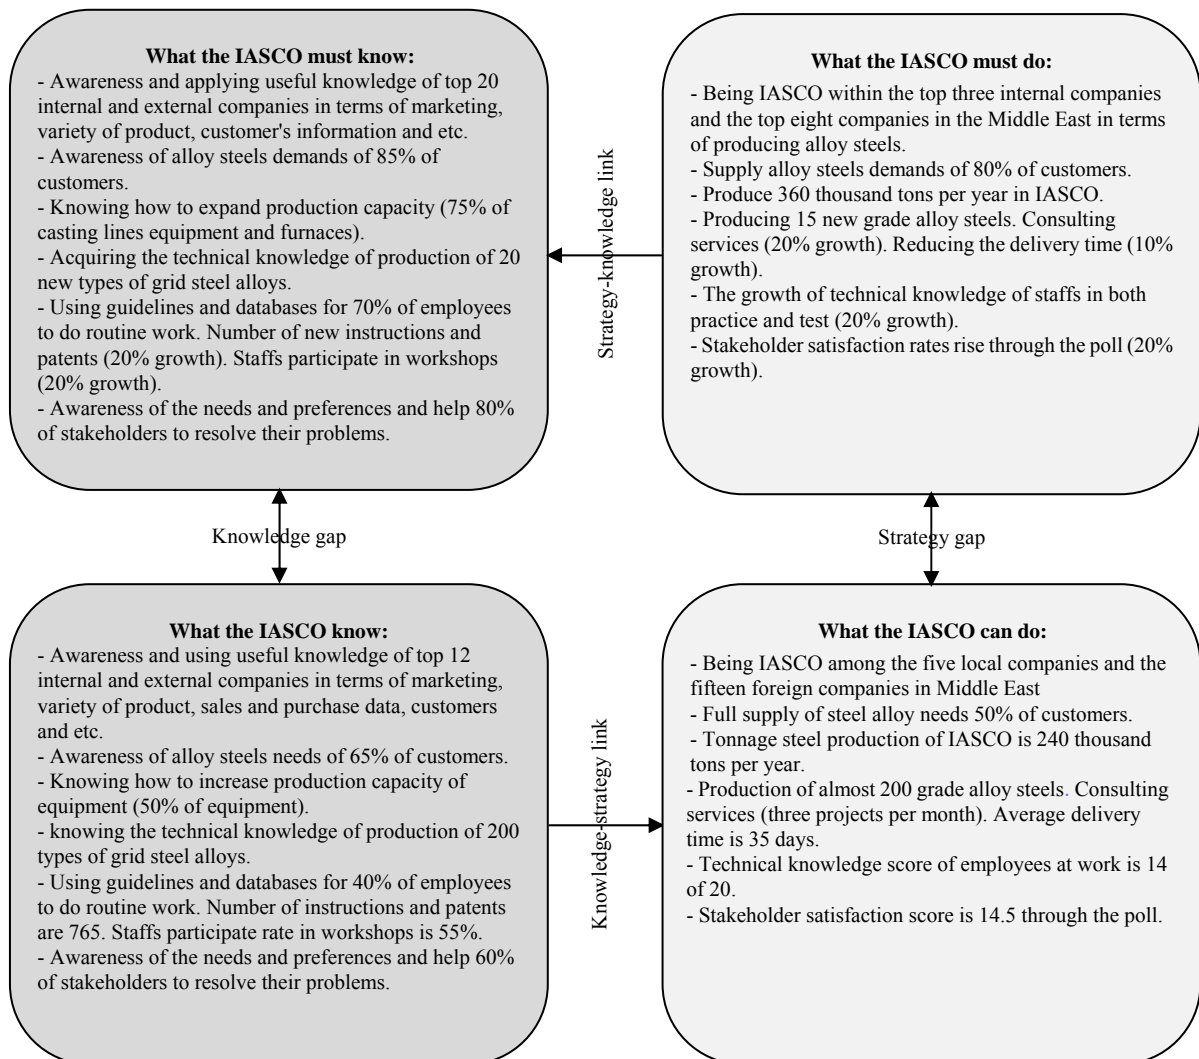 What the IASCO must know:
- Awareness and applying useful knowledge of top 20
internal and external companies in terms of marketing,
variety of product, customer's information and etc.
- Awareness of alloy steels demands of 85% of
customers.
- Knowing how to expand production capacity (75% of
casting lines equipment and furnaces).
- Acquiring the technical knowledge of production of 20
new types of grid steel alloys.
- Using guidelines and databases for 70% of employees
to do routine work. Number of new instructions and
patents (20% growth). Staffs participate in workshops
(20% growth).
- Awareness of the needs and preferences and help 80%
of stakeholders to resolve their problems.
Strategy-knowledge link
What the IASCO must do:
- Being IASCO within the top three internal companies
and the top eight companies in the Middle East in terms
of producing alloy steels.
- Supply alloy steels demands of 80% of customers.
- Produce 360 thousand tons per year in IASCO.
- Producing 15 new grade alloy steels. Consulting
services (20% growth). Reducing the delivery time (10%
growth).
- The growth of technical knowledge of staffs in both
practice and test (20% growth).
- Stakeholder satisfaction rates rise through the poll (20%
growth).
Knowledge gap
Strategy gap
What the IASCO know:
- Awareness and using useful knowledge of top 12
internal and external companies in terms of marketing,
variety of product, sales and purchase data, customers
and etc.
- Awareness of alloy steels needs of 65% of customers.
- Knowing how to increase production capacity of
equipment (50% of equipment).
- knowing the technical knowledge of production of 200
types of grid steel alloys.
- Using guidelines and databases for 40% of employees
to do routine work. Number of instructions and patents
are 765. Staffs participate rate in workshops is 55%.
- Awareness of the needs and preferences and help 60%
of stakeholders to resolve their problems.
Knowledge-strategy link
What the IASCO can do:
- Being IASCO among the five local companies and the
fifteen foreign companies in Middle East
- Full supply of steel alloy needs 50% of customers.
- Tonnage steel production of IASCO is 240 thousand
tons per year.
- Production of almost 200 grade alloy steels. Consulting
services (three projects per month). Average delivery
time is 35 days.
- Technical knowledge score of employees at work is 14
of 20.
- Stakeholder satisfaction score is 14.5 through the poll.